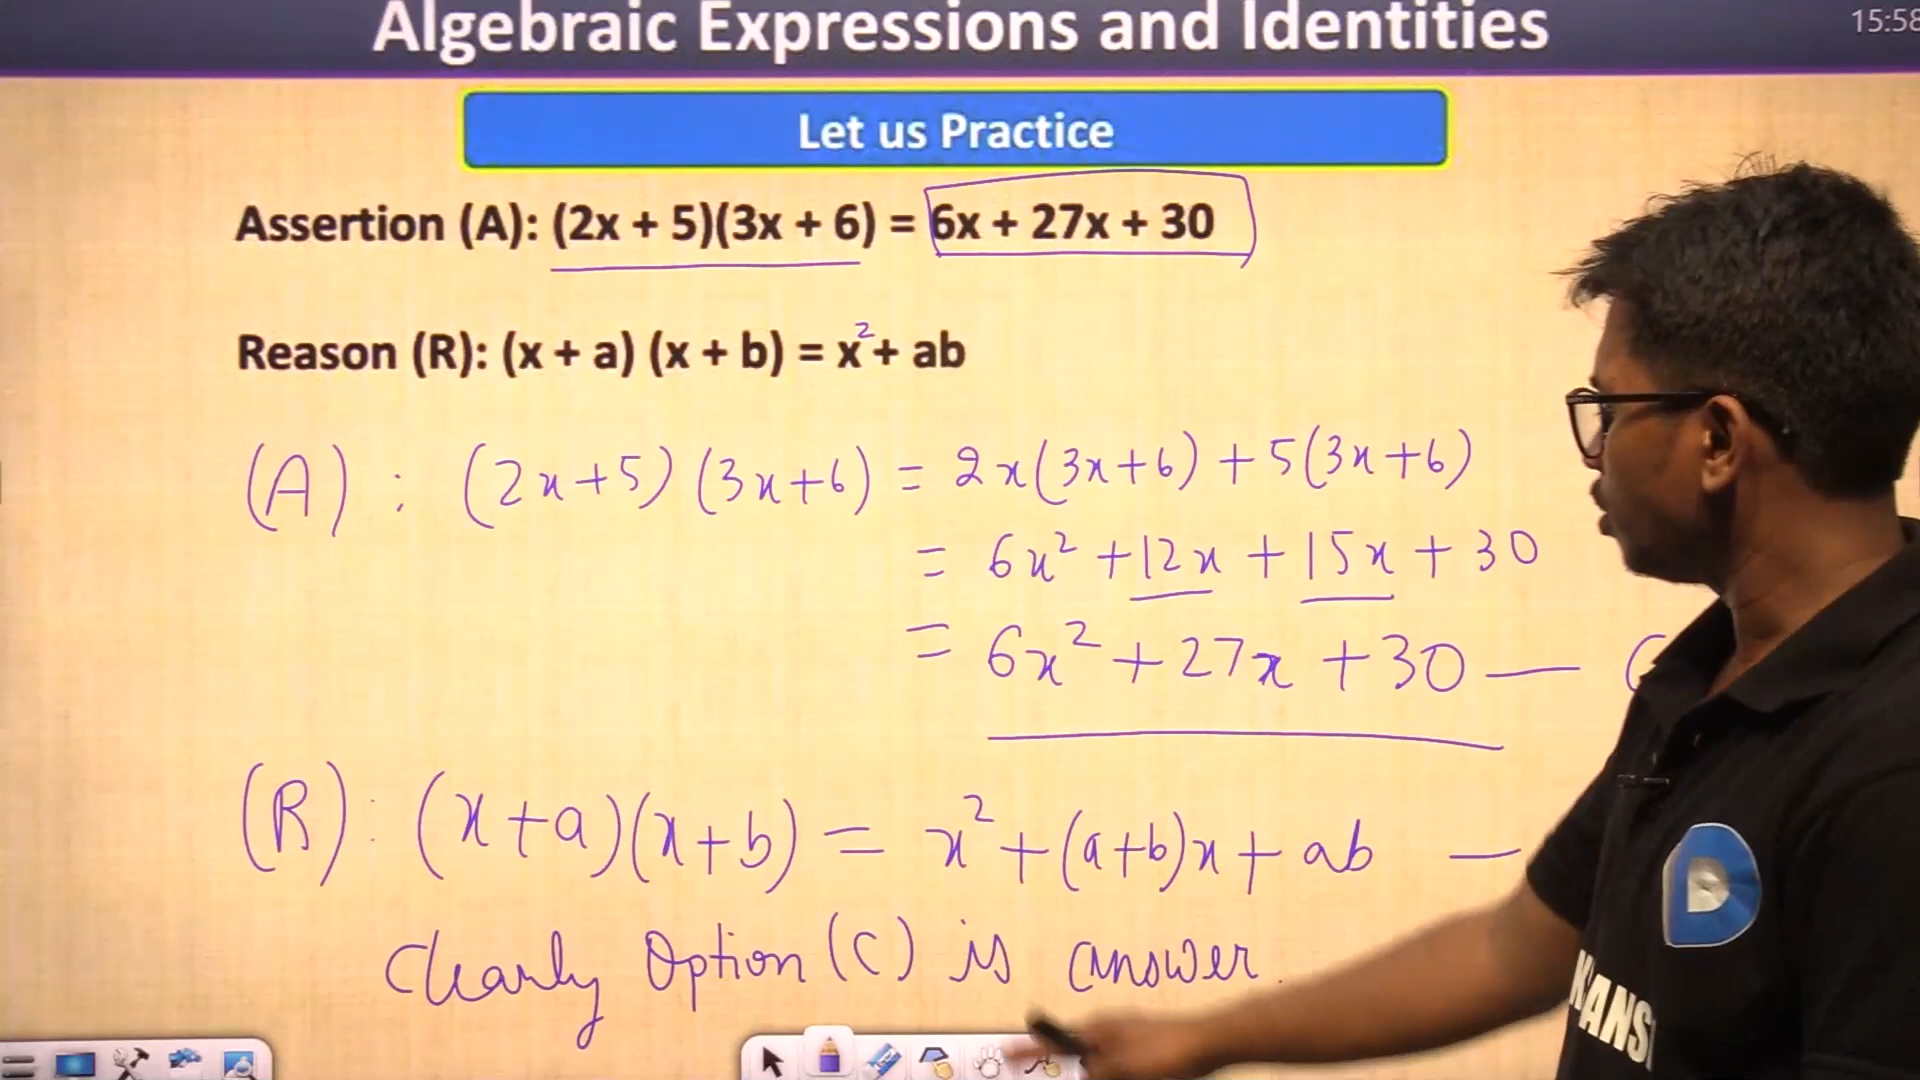 Algebraic Expressions and Identities
15:58
Let us Practice
Assertion (A): (2x + 5)(3x + 6) = 6x + 27x + 30
Reason (R): (x + a) (x + b) = x² + ab
(A) : (2x+5) (3x+6) = 2x(3x+6) + 5(3x+6)
= 6x² + 12x + 15x + 30
= 6x² + 27x + 30 —
(R) : (x+a)(x+b) = x² + (a+b)x + ab —
Clearly Option (C) is answer.
D
KANS